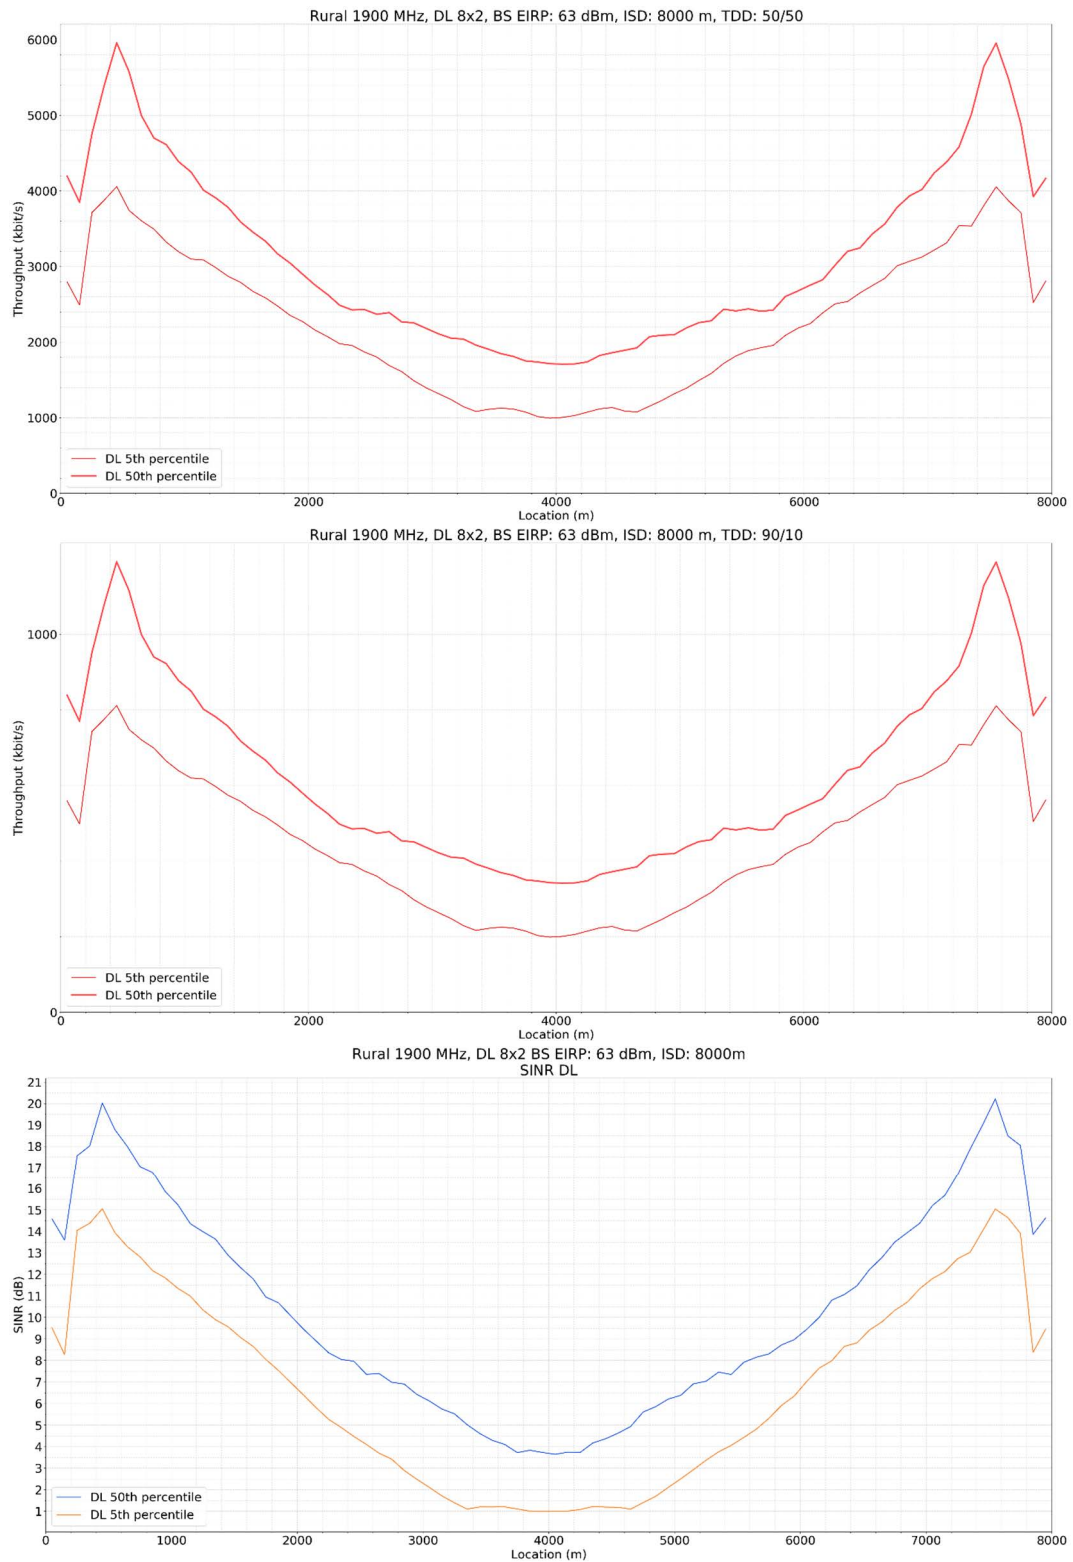 Rural 1900 MHz, DL 8x2, BS EIRP: 63 dBm, ISD: 8000 m, TDD: 50/50
6000
5000
4000
3000
2000
1000
0
Throughput (kbit/s)
DL 5th percentile
DL 50th percentile
0 2000 4000 6000 8000
Location (m)
Rural 1900 MHz, DL 8x2, BS EIRP: 63 dBm, ISD: 8000 m, TDD: 90/10
1000
0
Throughput (kbit/s)
DL 5th percentile
DL 50th percentile
0 2000 4000 6000 8000
Location (m)
Rural 1900 MHz, DL 8x2 BS EIRP: 63 dBm, ISD: 8000m
SINR DL
21
20
19
18
17
16
15
14
13
12
11
10
9
8
7
6
5
4
3
2
1
SINR (dB)
DL 50th percentile
DL 5th percentile
0 1000 2000 3000 4000 5000 6000 7000 8000
Location (m)